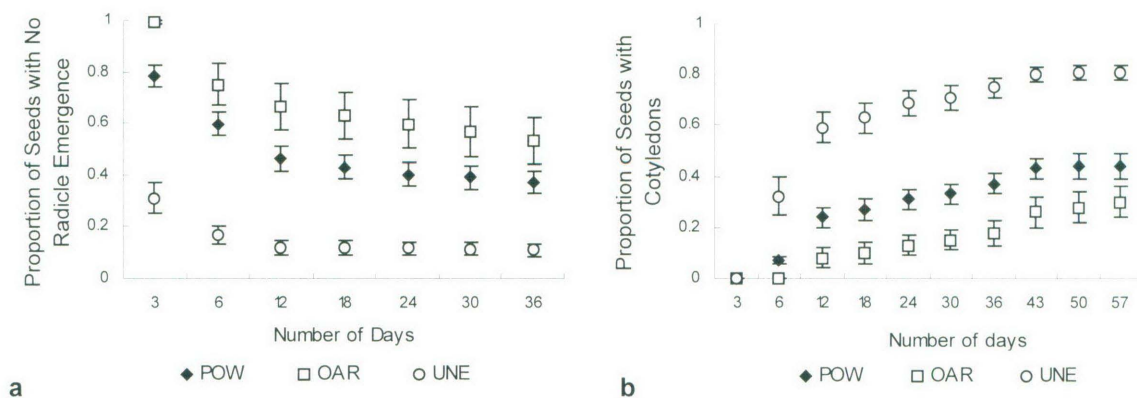 Proportion of Seeds with No
Radicle Emergence
1
0.8
0.6
0.4
0.2
0
3 6 12 18 24 30 36
Number of Days
POW OAR UNE
a
Proportion of Seeds with
Cotyledons
1
0.8
0.6
0.4
0.2
0
3 6 12 18 24 30 36 43 50 57
Number of days
POW OAR UNE
b